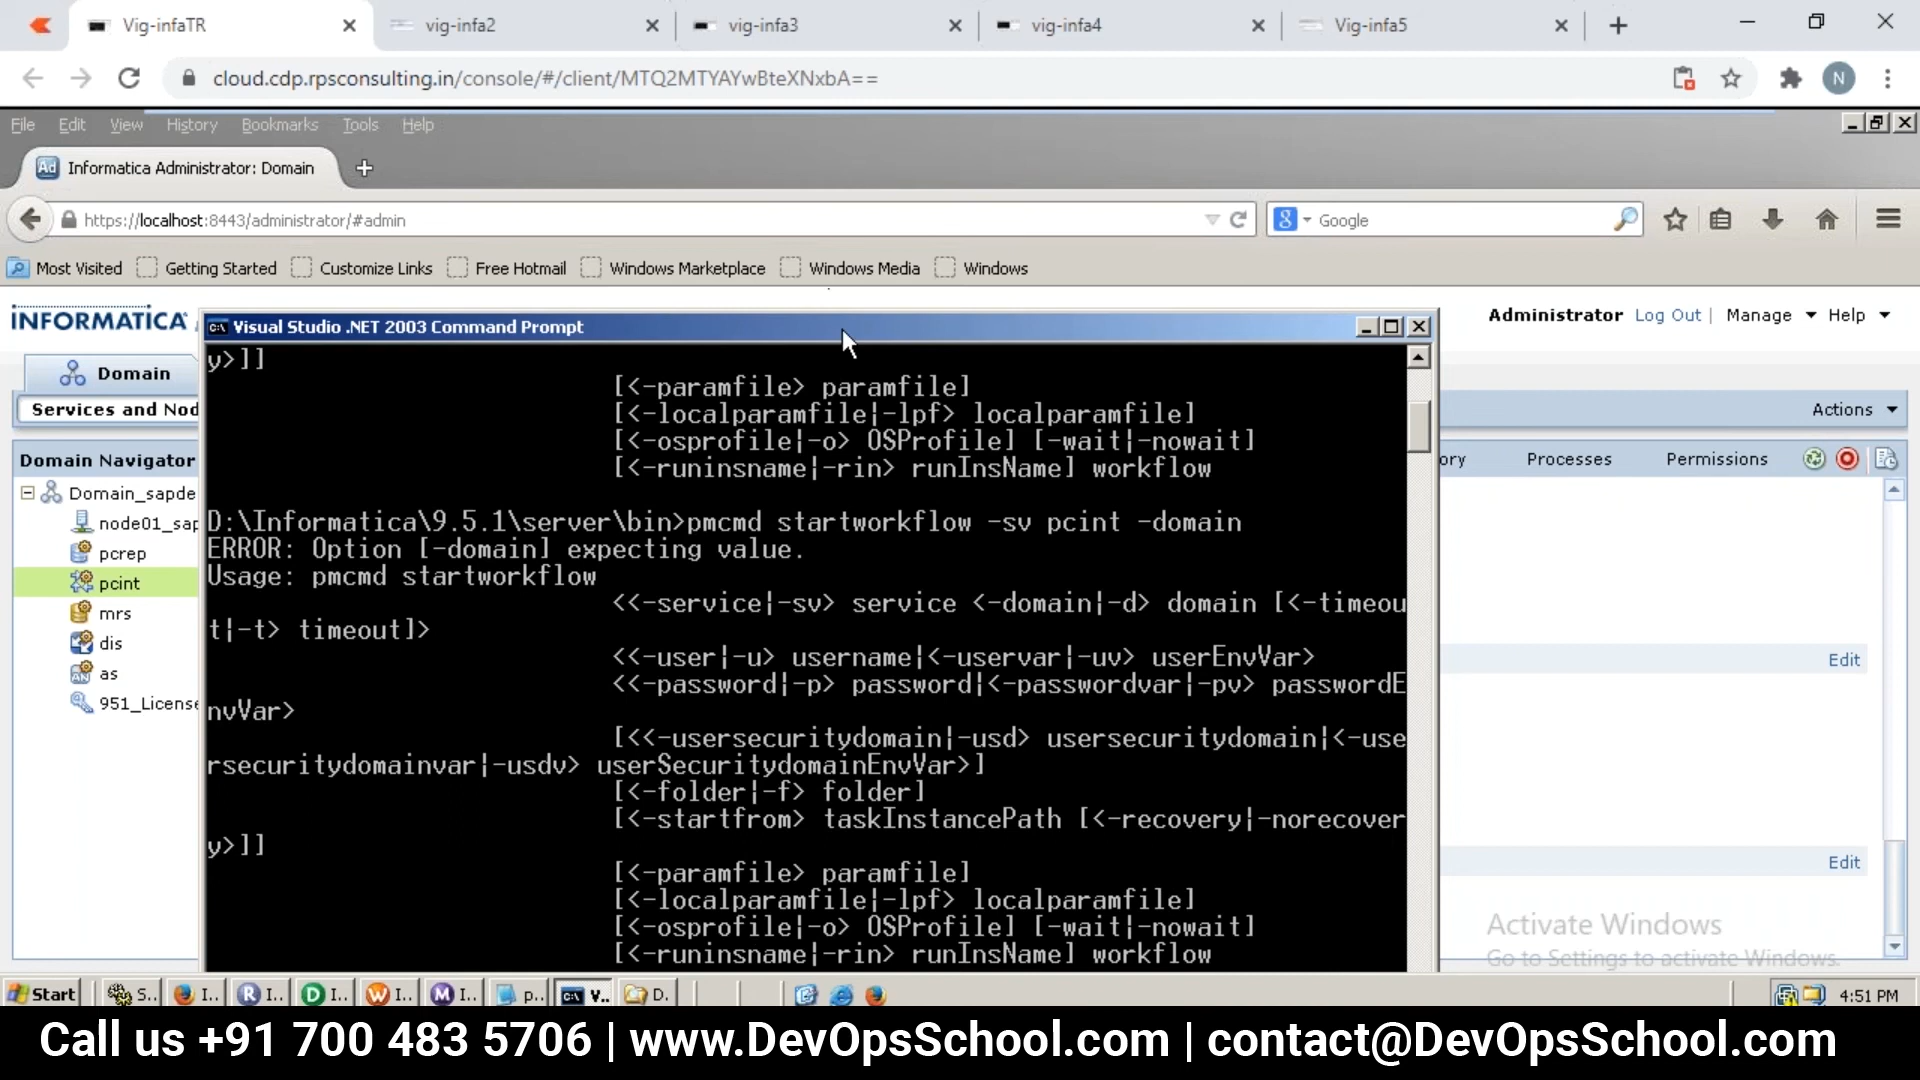 Vig-infaTR
vig-infa2
vig-infa3
vig-infa4
Vig-infa5
cloud.cdp.rpsconsulting.in/console/#/client/MTQ2MTYAYwBteXNxbA==
N
File Edit View History Bookmarks Tools Help
Ad Informatica Administrator: Domain
https://localhost:8443/administrator/#admin
Google
Most Visited Getting Started Customize Links Free Hotmail Windows Marketplace Windows Media Windows
INFORMATICA
Administrator Log Out | Manage Help
Visual Studio .NET 2003 Command Prompt
Domain
Services and Nod
Actions
Domain Navigator
ory Processes Permissions
Domain_sapde
node01_sap
pcrep
pcint
mrs
dis
as
951_License
Edit
Edit
y>]]
[<-paramfile> paramfile]
[<-localparamfile|-lpf> localparamfile]
[<-osprofile|-o> OSProfile] [-wait|-nowait]
[<-runinsname|-rin> runInsName] workflow
D:\Informatica\9.5.1\server\bin>pmcmd startworkflow -sv pcint -domain
ERROR: Option [-domain] expecting value.
Usage: pmcmd startworkflow
<<-service|-sv> service <-domain|-d> domain [<-timeou
t|-t> timeout]>
<<-user|-u> username|<-uservar|-uv> userEnvVar>
<<-password|-p> password|<-passwordvar|-pv> passwordE
nvVar>
[<<-usersecuritydomain|-usd> usersecuritydomain|<-use
rsecuritydomainvar|-usdv> userSecuritydomainEnvVar>]
[<-folder|-f> folder]
[<-startfrom> taskInstancePath [<-recovery|-norecover
y>]]
[<-paramfile> paramfile]
[<-localparamfile|-lpf> localparamfile]
[<-osprofile|-o> OSProfile] [-wait|-nowait]
[<-runinsname|-rin> runInsName] workflow
Activate Windows
Go to Settings to activate Windows.
Start S.. I.. I.. I.. I.. I.. p.. V.. D. 4:51 PM
Call us +91 700 483 5706 | www.DevOpsSchool.com | contact@DevOpsSchool.com